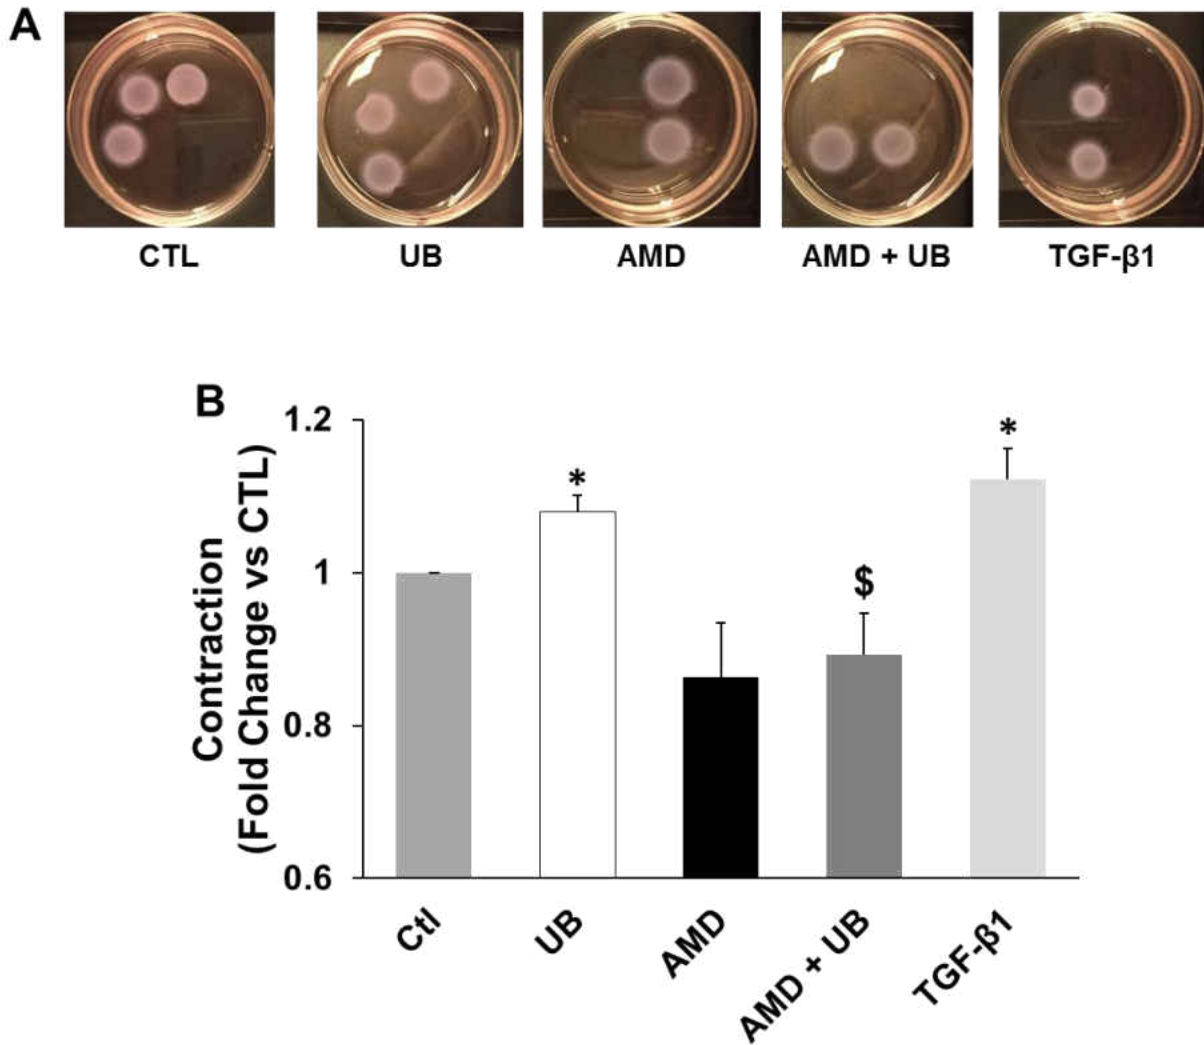 A
CTL
UB
AMD
AMD + UB
TGF-β1
B
Contraction
(Fold Change vs CTL)
1.2
1
0.8
0.6
*
*
$
Ctl
UB
AMD
AMD + UB
TGF-β1